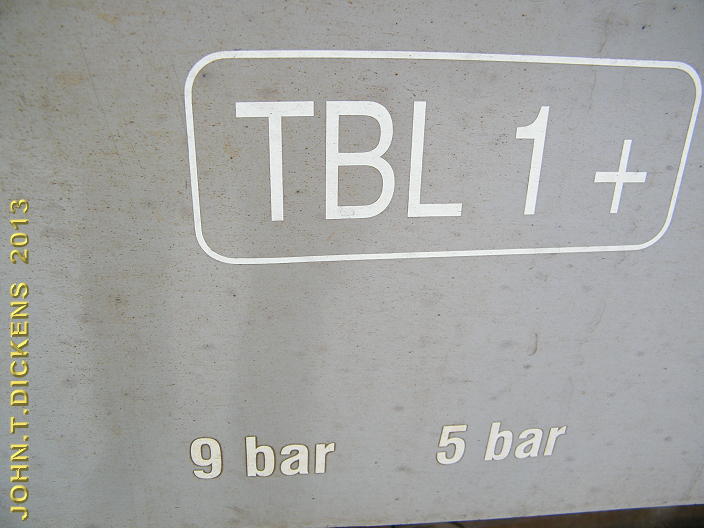 TBL 1 +
9 bar 5 bar
JOHN.T.DICKENS 2013